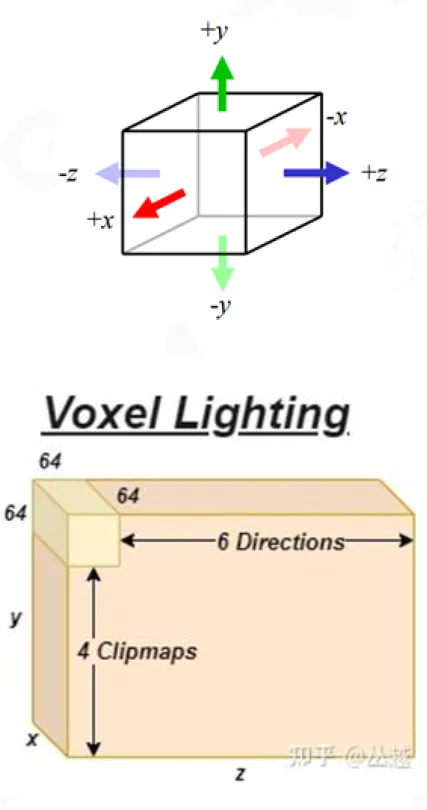 +y
-x
-z
+z
+x
-y
Voxel Lighting
64
64
64
6 Directions
y
4 Clipmaps
x
z
知乎 @丛越